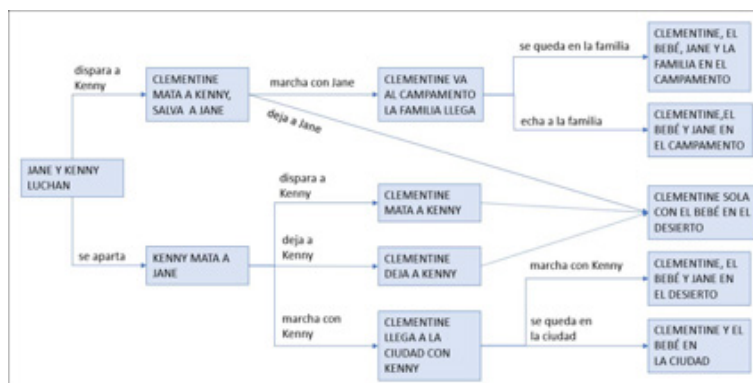 dispara a
Kenny
CLEMENTINE
MATA A KENNY,
SALVA A JANE
marcha con Jane
deja a Jane
CLEMENTINE VA
AL CAMPAMENTO
LA FAMILIA LLEGA
se queda en la familia
CLEMENTINE, EL
BEBÉ, JANE Y LA
FAMILIA EN EL
CAMPAMENTO
echa a la familia
CLEMENTINE,EL
BEBÉ Y JANE EN
EL CAMPAMENTO
JANE Y KENNY
LUCHAN
se aparta
KENNY MATA A
JANE
dispara a
Kenny
CLEMENTINE
MATA A KENNY
CLEMENTINE SOLA
CON EL BEBÉ EN EL
DESIERTO
deja a
Kenny
CLEMENTINE
DEJA A KENNY
marcha con
Kenny
CLEMENTINE
LLEGA A LA
CIUDAD CON
KENNY
marcha con Kenny
CLEMENTINE, EL
BEBÉ Y JANE EN
EL DESIERTO
se queda en
la ciudad
CLEMENTINE Y EL
BEBÉ EN
LA CIUDAD